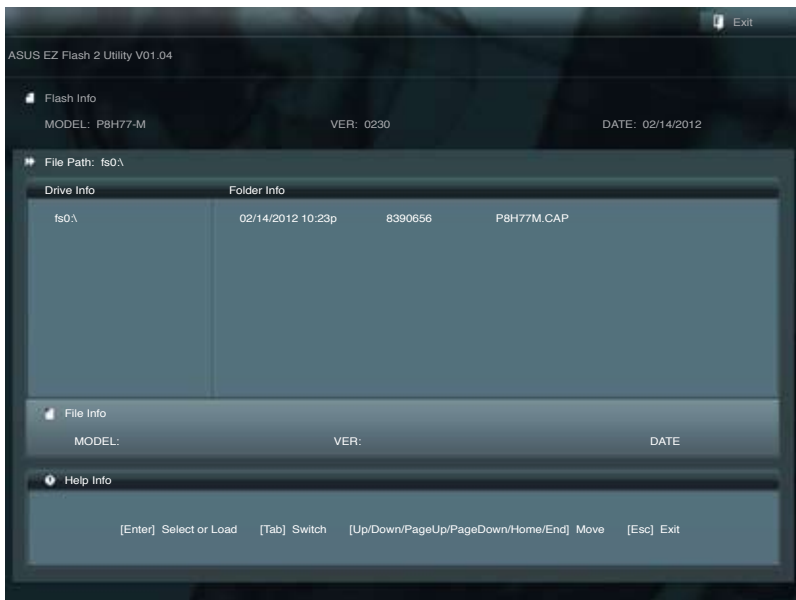 Exit
ASUS EZ Flash 2 Utility V01.04
Flash Info
MODEL: P8H77-M VER: 0230 DATE: 02/14/2012
File Path: fs0:\
Drive Info Folder Info
fs0:\ 02/14/2012 10:23p 8390656 P8H77M.CAP
File Info
MODEL: VER: DATE
Help Info
[Enter] Select or Load [Tab] Switch [Up/Down/PageUp/PageDown/Home/End] Move [Esc] Exit